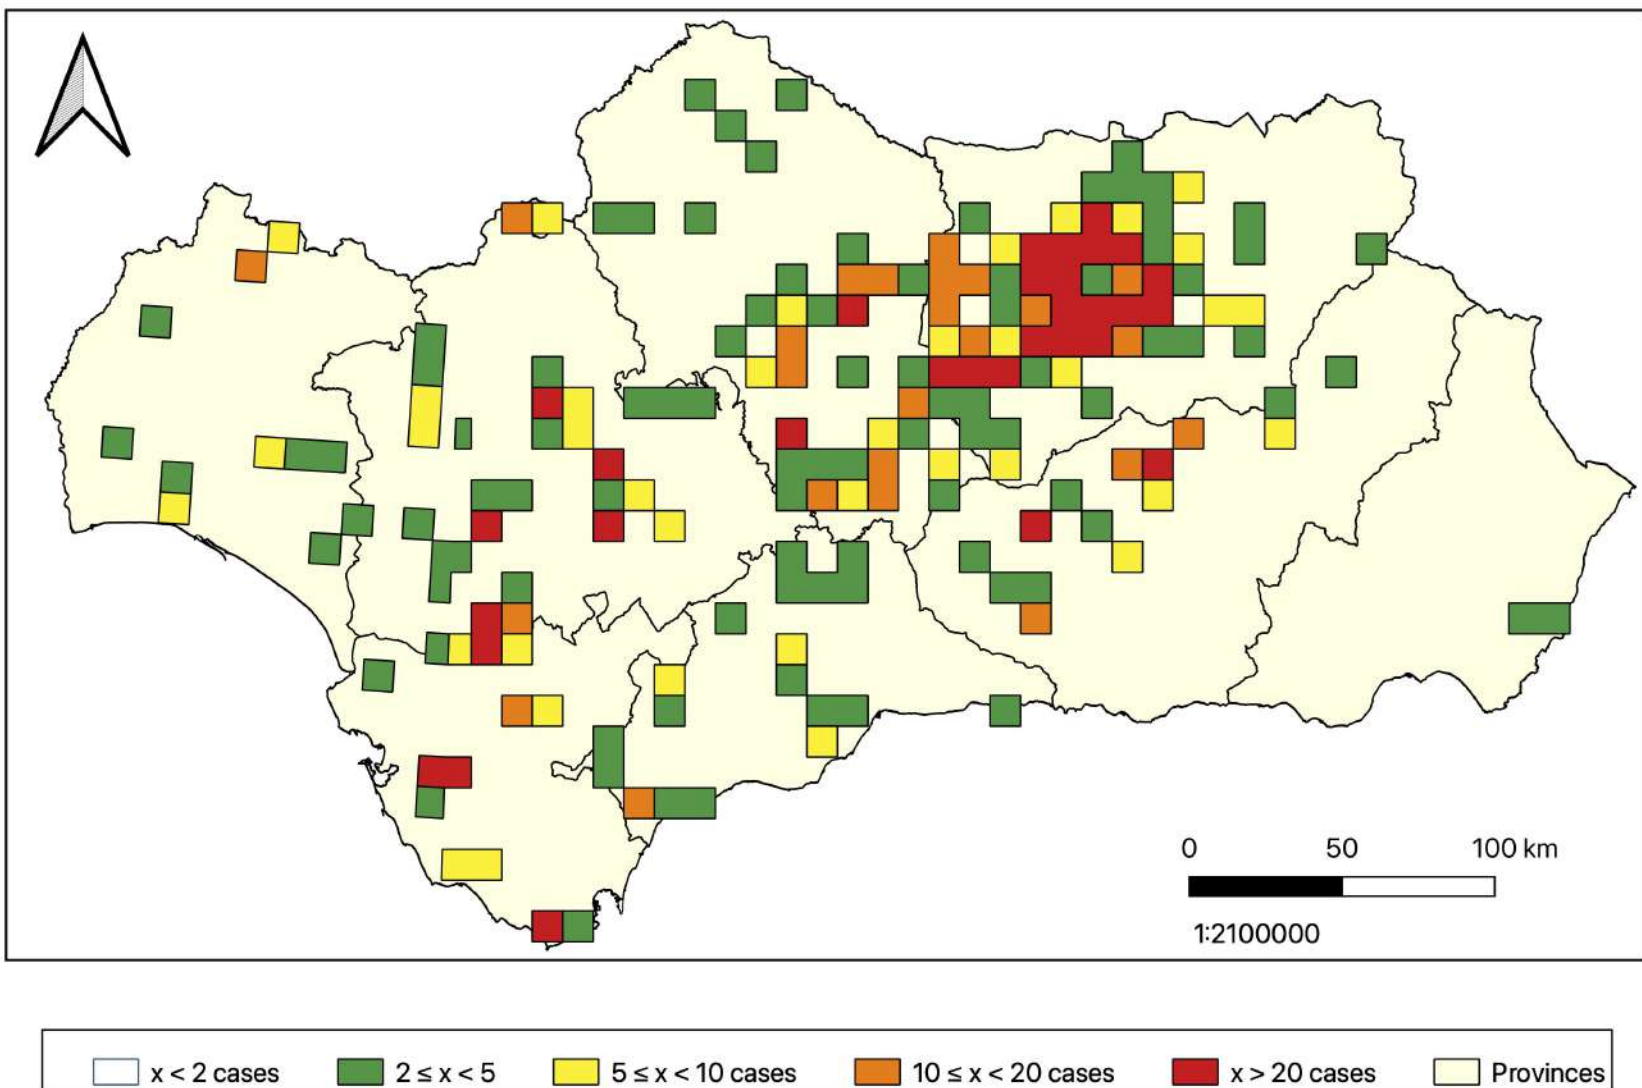 0 50 100 km
1:2100000
x < 2 cases 2 ≤ x < 5 5 ≤ x < 10 cases 10 ≤ x < 20 cases x > 20 cases Provinces